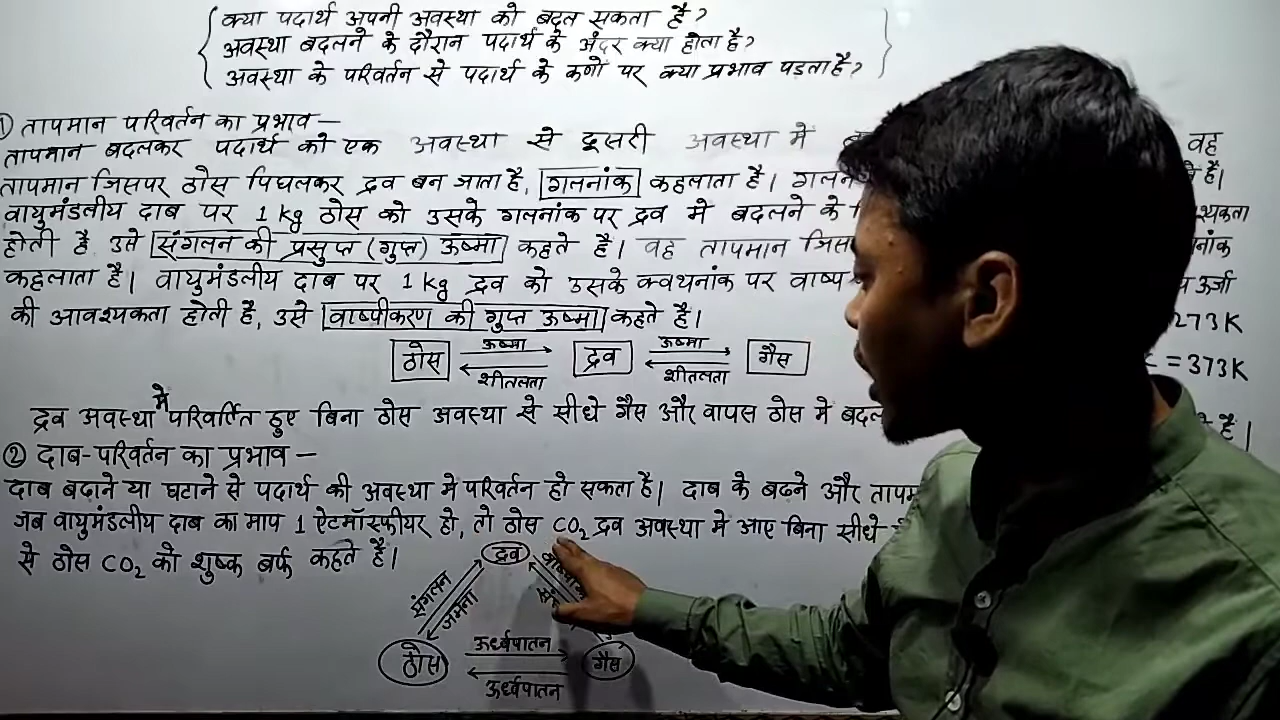 क्या पदार्थ अपनी अवस्था को बदल सकता है?
अवस्था बदलने के दौरान पदार्थ के अंदर क्या होता है?
अवस्था के परिवर्तन से पदार्थ के कणों पर क्या प्रभाव पड़ता है?
① तापमान परिवर्तन का प्रभाव —
तापमान बदलकर पदार्थ को एक अवस्था से दूसरी अवस्था में वह
तापमान जिसपर ठोस पिघलकर द्रव बन जाता है, गलनांक कहलाता है। गलन है।
वायुमंडलीय दाब पर 1 kg ठोस को उसके गलनांक पर द्रव में बदलने के श्यकता
होती है उसे संगलन की प्रसुप्त (गुप्त) ऊष्मा कहते है। वह तापमान जिस नांक
कहलाता है। वायुमंडलीय दाब पर 1 kg द्रव को उसके क्वथनांक पर वाष्प ऊर्जा
की आवश्यकता होती है, उसे वाष्पीकरण की गुप्त ऊष्मा कहते है। 273K
ठोस ऊष्मा शीतलता द्रव ऊष्मा शीतलता गैस = 373K
द्रव अवस्था में परिवर्तित हुए बिना ठोस अवस्था से सीधे गैस और वापस ठोस में बदल है।
② दाब-परिवर्तन का प्रभाव —
दाब बढाने या घटाने से पदार्थ की अवस्था में परिवर्तन हो सकता है। दाब के बढने और तापम
जब वायुमंडलीय दाब का माप 1 ऐटमॉस्फीयर हो, तो ठोस CO₂ द्रव अवस्था में आए बिना सीधे
से ठोस CO₂ को शुष्क बर्फ कहते है।
द्रव
संगलन जमना
ठोस ऊर्ध्वपातन गैस
ऊर्ध्वपातन